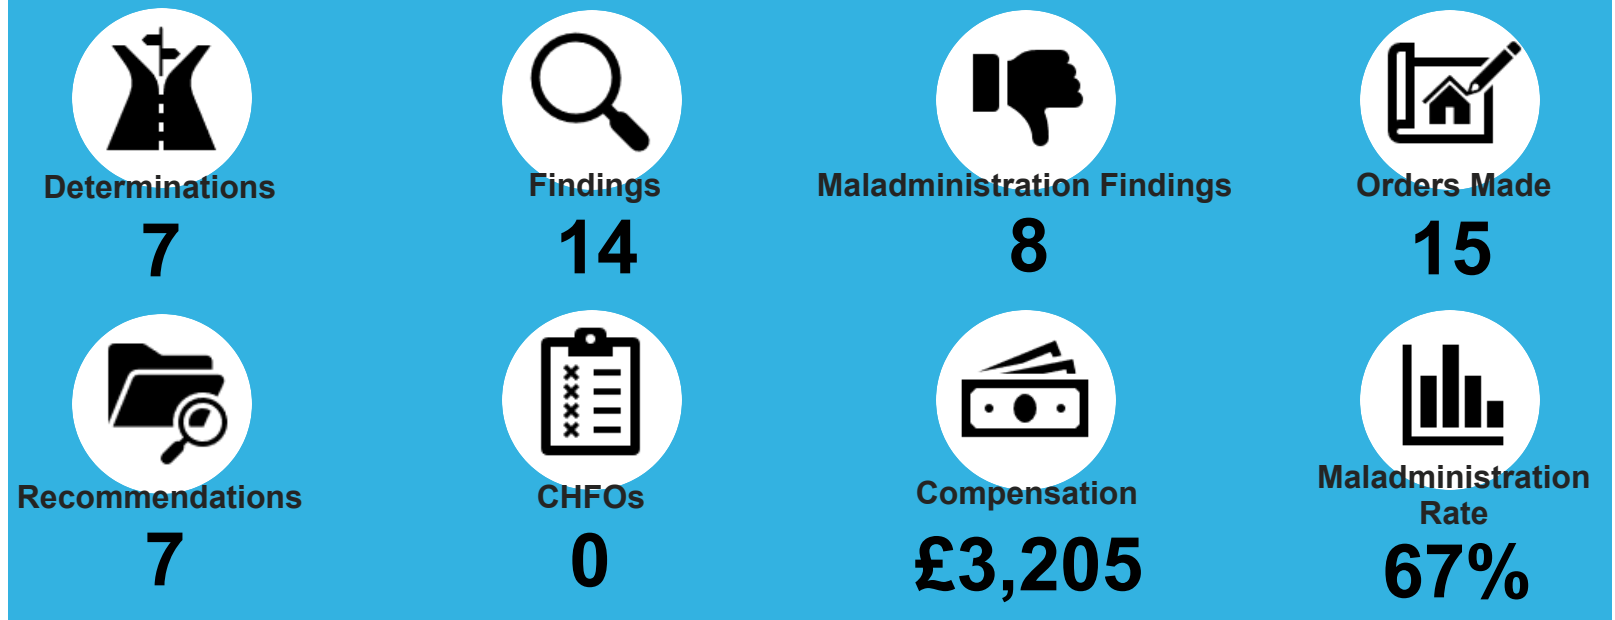 Determinations
7
Findings
14
Maladministration Findings
8
Orders Made
15
Recommendations
7
CHFOs
0
Compensation
£3,205
Maladministration
Rate
67%